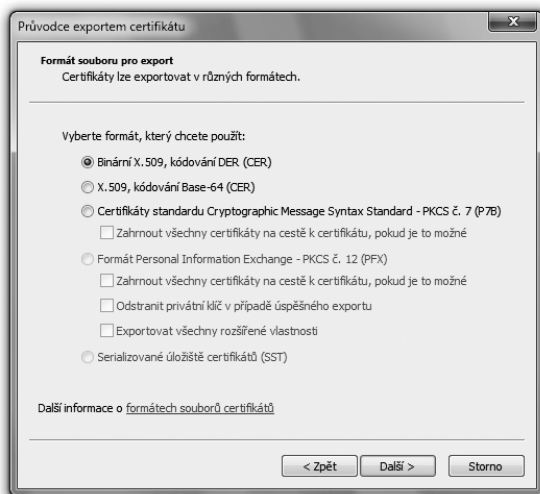 Průvodce exportem certifikátu
Formát souboru pro export
Certifikáty lze exportovat v různých formátech.
Vyberte formát, který chcete použít:
Binární X.509, kódování DER (CER)
X.509, kódování Base-64 (CER)
Certifikáty standardu Cryptographic Message Syntax Standard - PKCS č. 7 (P7B)
Zahrnout všechny certifikáty na cestě k certifikátu, pokud je to možné
Formát Personal Information Exchange - PKCS č. 12 (PFX)
Zahrnout všechny certifikáty na cestě k certifikátu, pokud je to možné
Odstranit privátní klíč v případě úspěšného exportu
Exportovat všechny rozšířené vlastnosti
Serializované úložiště certifikátů (SST)
Další informace o formátech souborů certifikátů
< Zpět Další > Storno